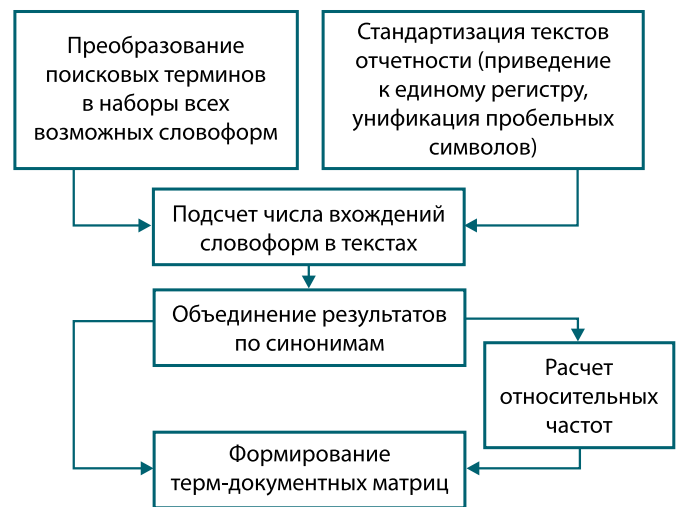 Преобразование
поисковых терминов
в наборы всех
возможных словоформ
Стандартизация текстов
отчетности (приведение
к единому регистру,
унификация пробельных
символов)
Подсчет числа вхождений
словоформ в текстах
Объединение результатов
по синонимам
Расчет
относительных
частот
Формирование
терм-документных матриц